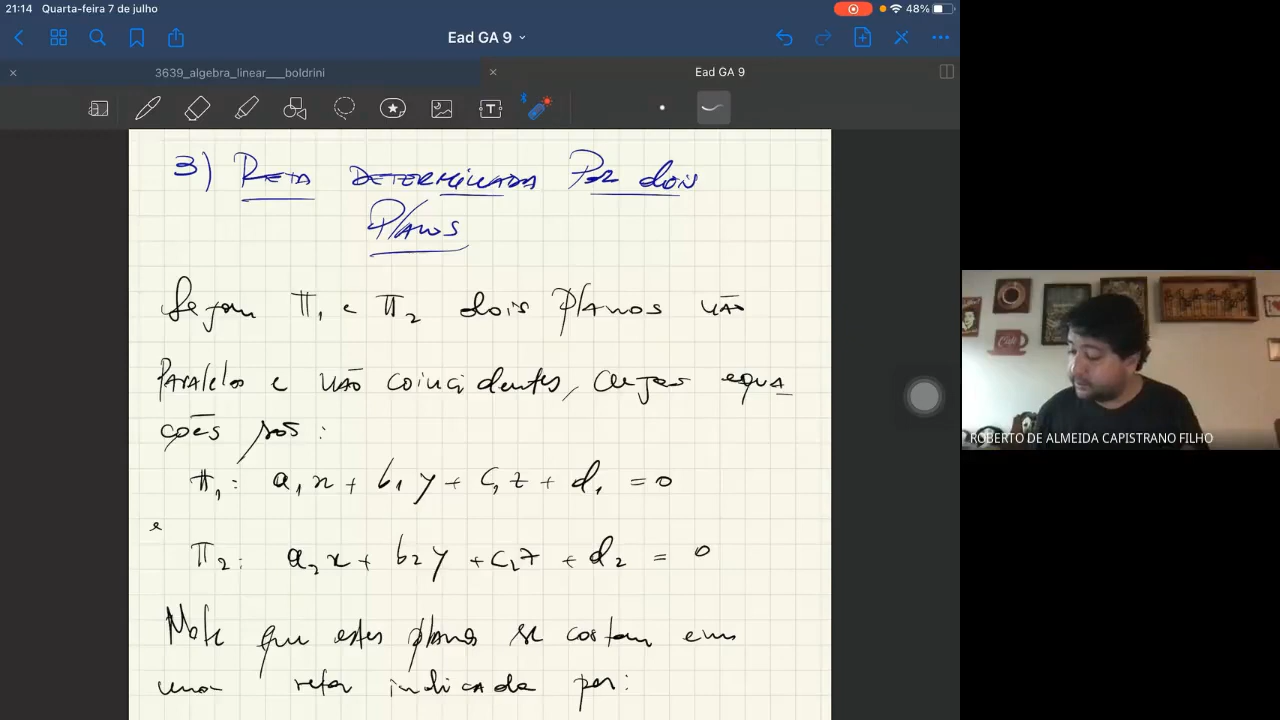 21:14 Quarta-feira 7 de julho
48%
Ead GA 9
3639_algebra_linear___boldrini
Ead GA 9
3) RETA DETERMINADA POR dois
Planos
Sejam π₁ e π₂ dois planos não
Paralelos e não coincidentes, cujas equa
ções são:
π₁: a₁x + b₁y + c₁z + d₁ = 0
e
π₂: a₂x + b₂y + c₂z + d₂ = 0
Note que estes planos se cortam em
uma reta indicada por:
ROBERTO DE ALMEIDA CAPISTRANO FILHO